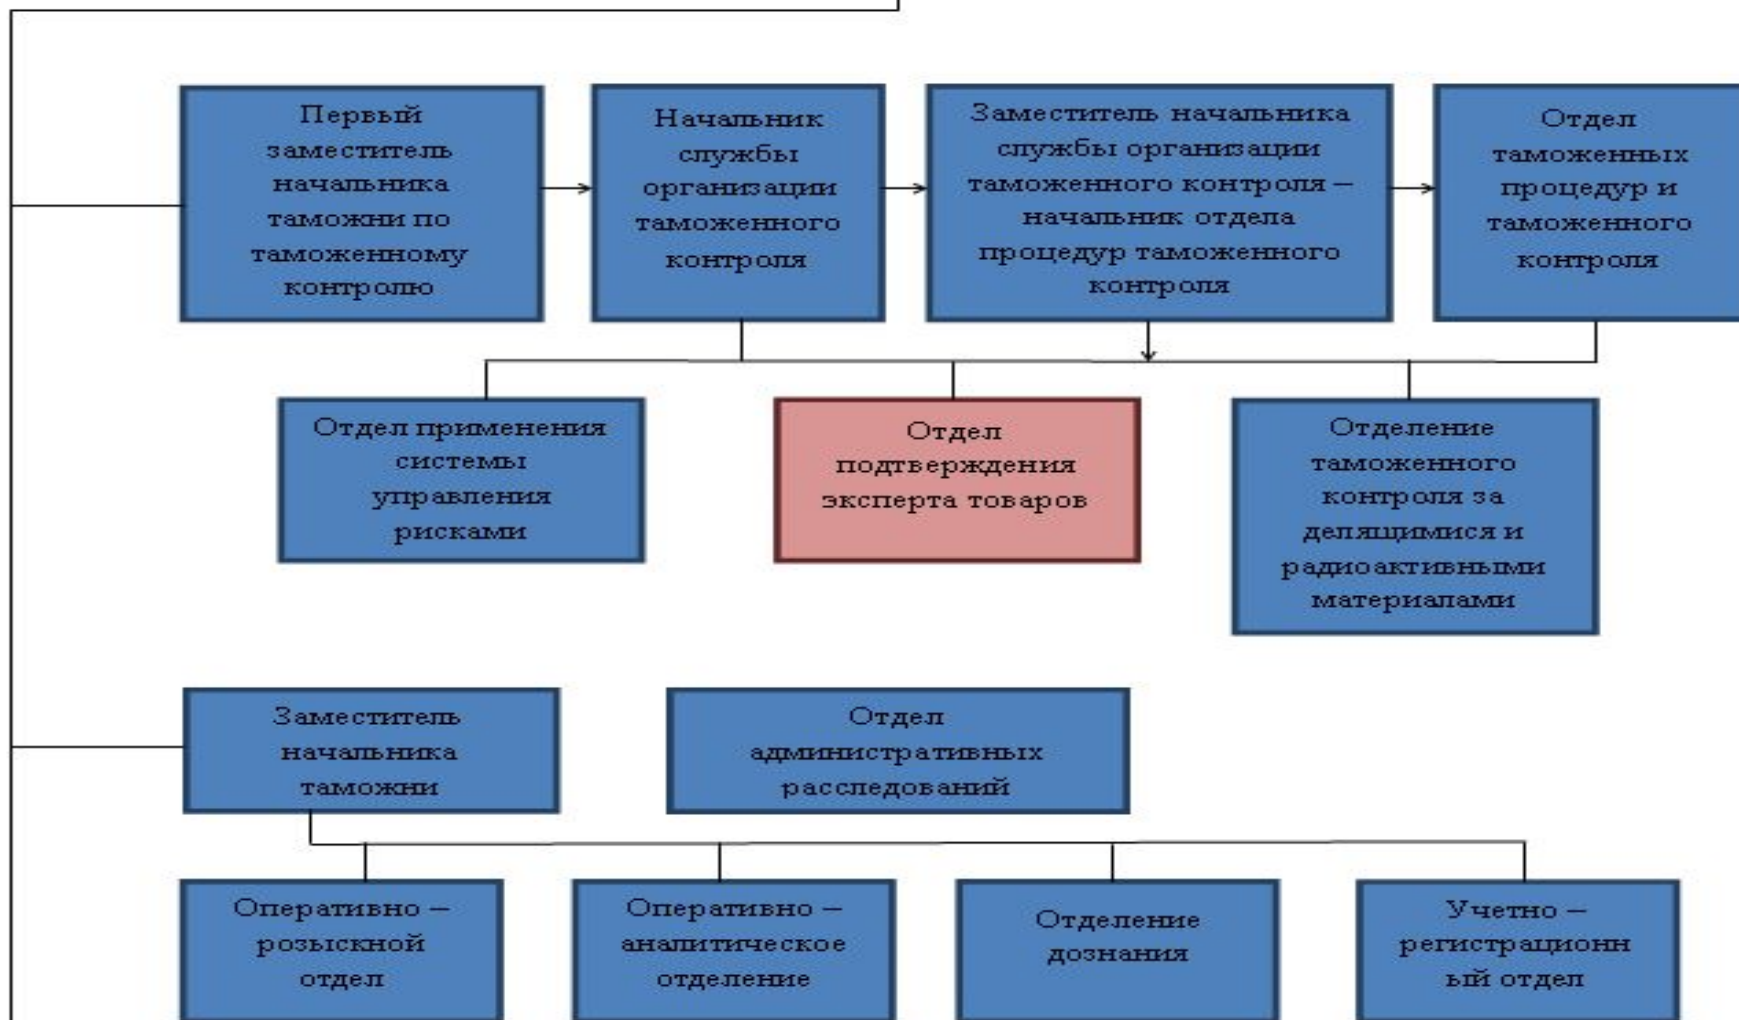 Первый
заместитель
начальника
таможни по
таможенному
контролю
Начальник
службы
организации
таможенного
контроля
Заместитель начальника
службы организации
таможенного контроля –
начальник отдела
процедур таможенного
контроля
Отдел
таможенных
процедур и
таможенного
контроля
Отдел применения
системы
управления
рисками
Отдел
подтверждения
эксперта товаров
Отделение
таможенного
контроля за
делящимися и
радиоактивными
материалами
Заместитель
начальника
таможни
Отдел
административных
расследований
Оперативно –
розыскной
отдел
Оперативно –
аналитическое
отделение
Отделение
дознания
Учетно –
регистрационн
ый отдел